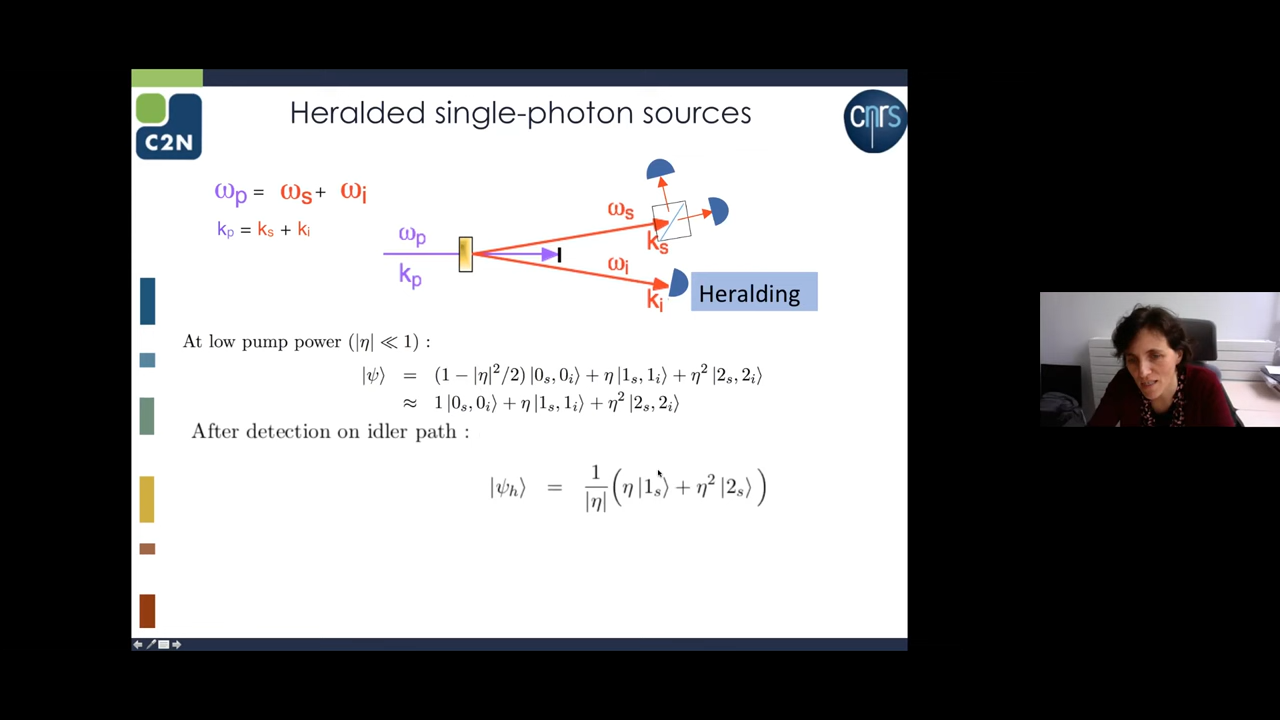 Heralded single-photon sources
C2N
cnrs
ωp = ωs + ωi
kp = ks + ki
ωp
kp
ωs
ks
ωi
ki
Heralding
At low pump power (|η| ≪ 1) :
|ψ⟩ = (1 − |η|²/2) |0s, 0i⟩ + η |1s, 1i⟩ + η² |2s, 2i⟩
≈ 1 |0s, 0i⟩ + η |1s, 1i⟩ + η² |2s, 2i⟩
After detection on idler path :
|ψh⟩ = 1/|η| (η |1s⟩ + η² |2s⟩)